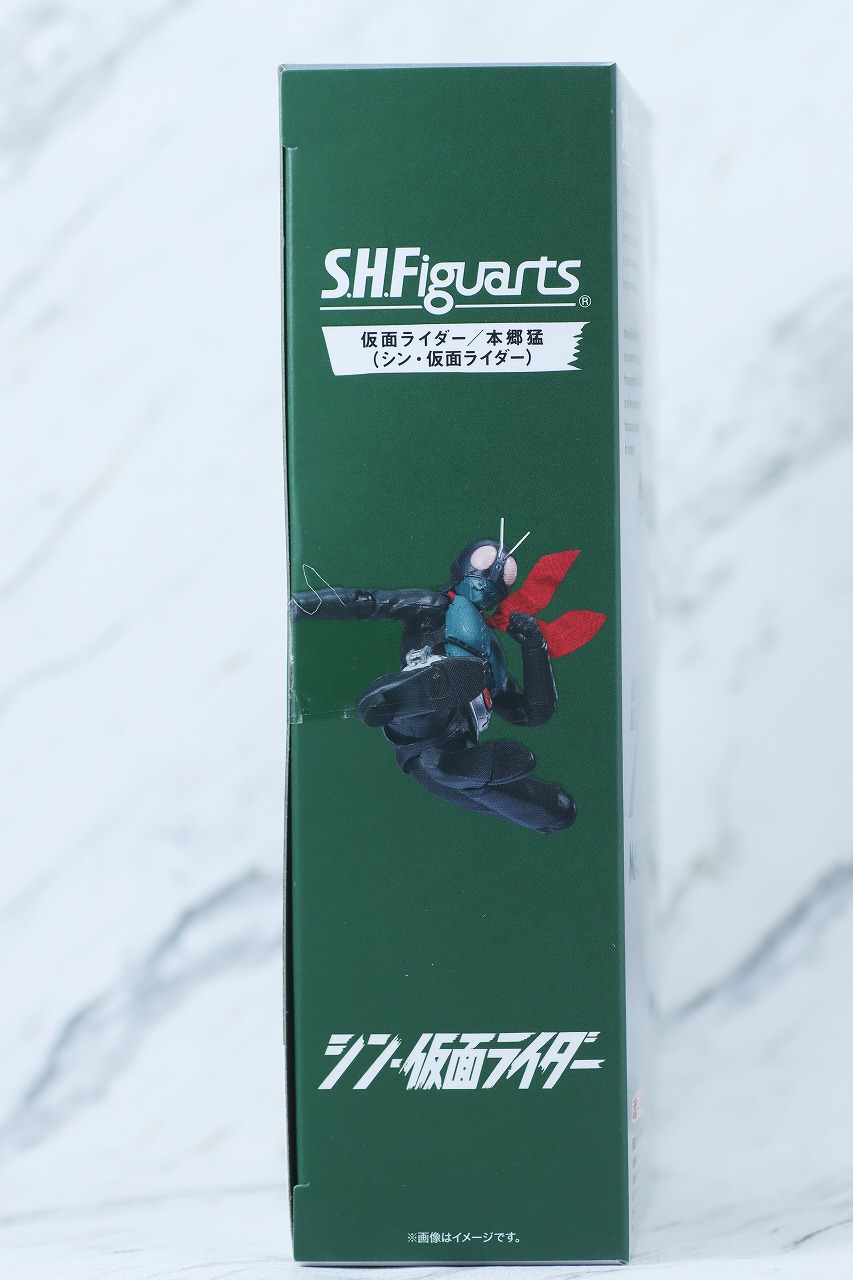 S.H.Figuarts®
仮面ライダー／本郷猛
（シン・仮面ライダー）
シン・仮面ライダー
※画像はイメージです。